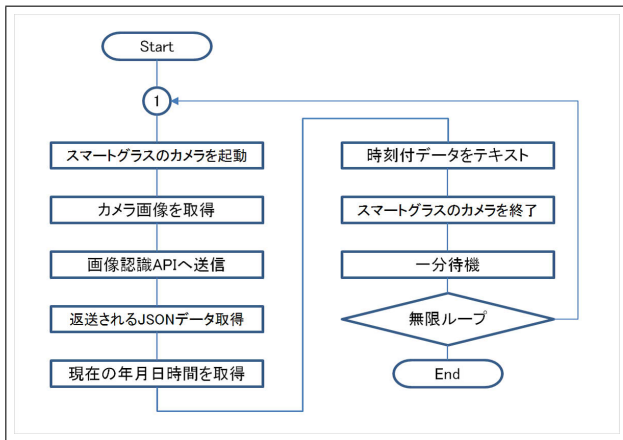 Start
1
スマートグラスのカメラを起動
カメラ画像を取得
画像認識APIへ送信
返送されるJSONデータ取得
現在の年月日時間を取得
時刻付データをテキスト
スマートグラスのカメラを終了
一分待機
無限ループ
End